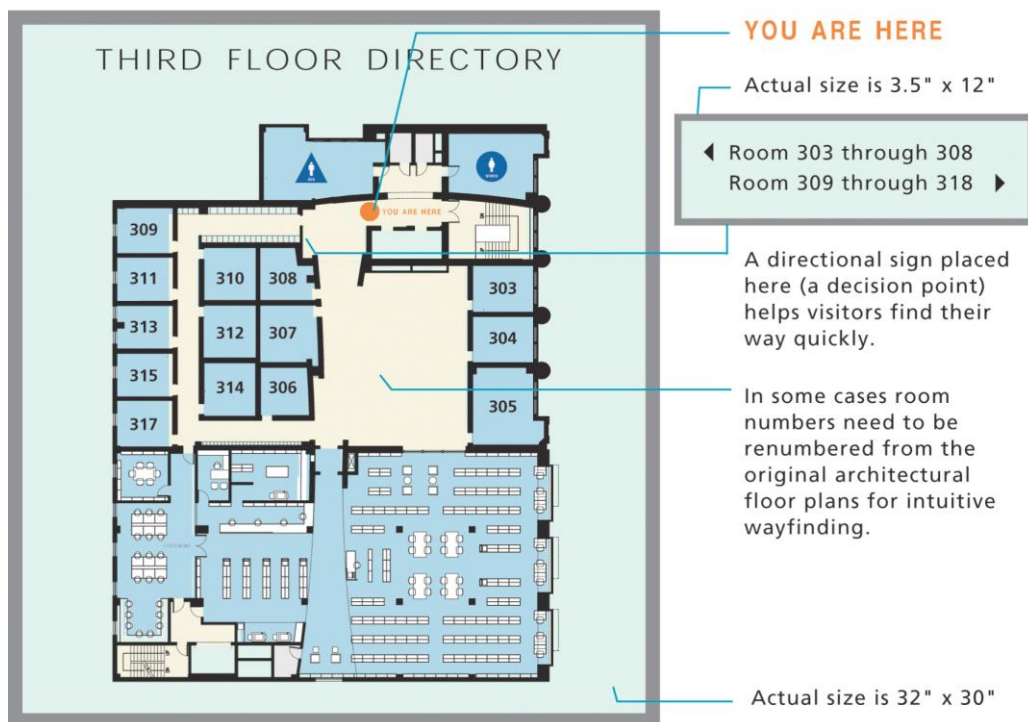 THIRD FLOOR DIRECTORY
YOU ARE HERE
Actual size is 3.5" x 12"
Room 303 through 308
Room 309 through 318
A directional sign placed
here (a decision point)
helps visitors find their
way quickly.
In some cases room
numbers need to be
renumbered from the
original architectural
floor plans for intuitive
wayfinding.
Actual size is 32" x 30"
MEN
WOMEN
YOU ARE HERE
309
311
310
308
303
313
312
307
304
315
314
306
305
317